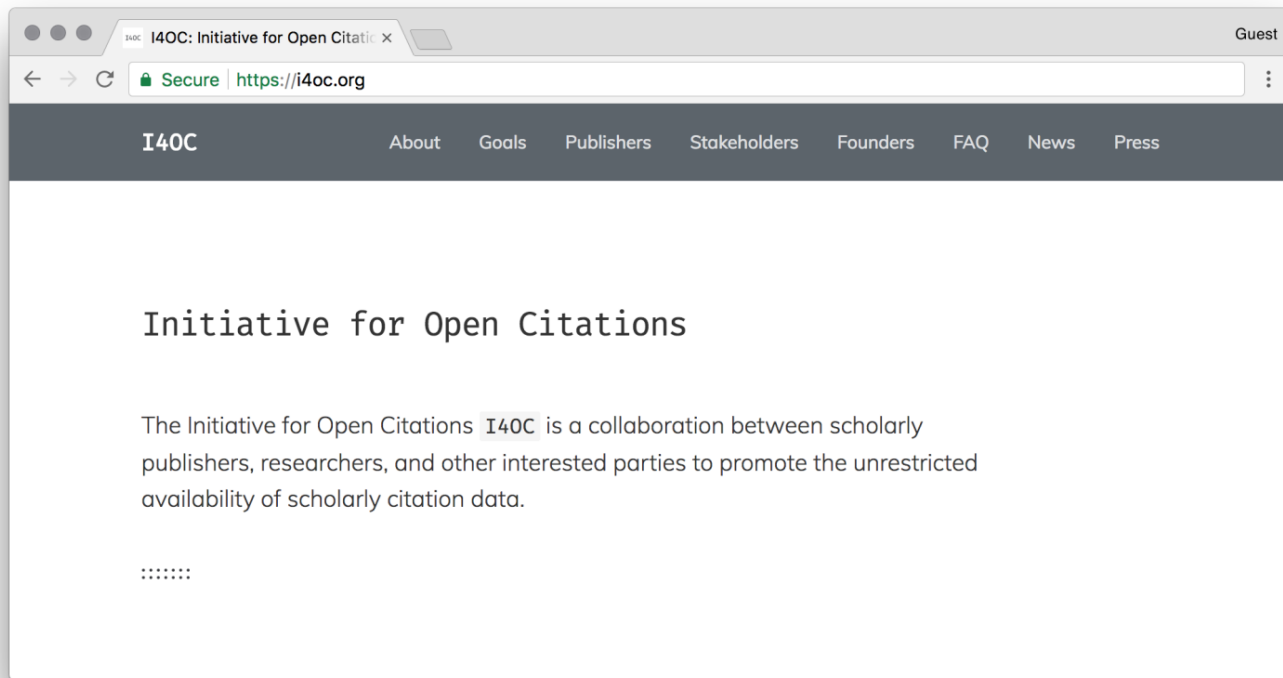 I4OC I4OC: Initiative for Open Citatio
Guest
Secure https://i4oc.org
I4OC About Goals Publishers Stakeholders Founders FAQ News Press
Initiative for Open Citations
The Initiative for Open Citations I4OC is a collaboration between scholarly
publishers, researchers, and other interested parties to promote the unrestricted
availability of scholarly citation data.
:::::::